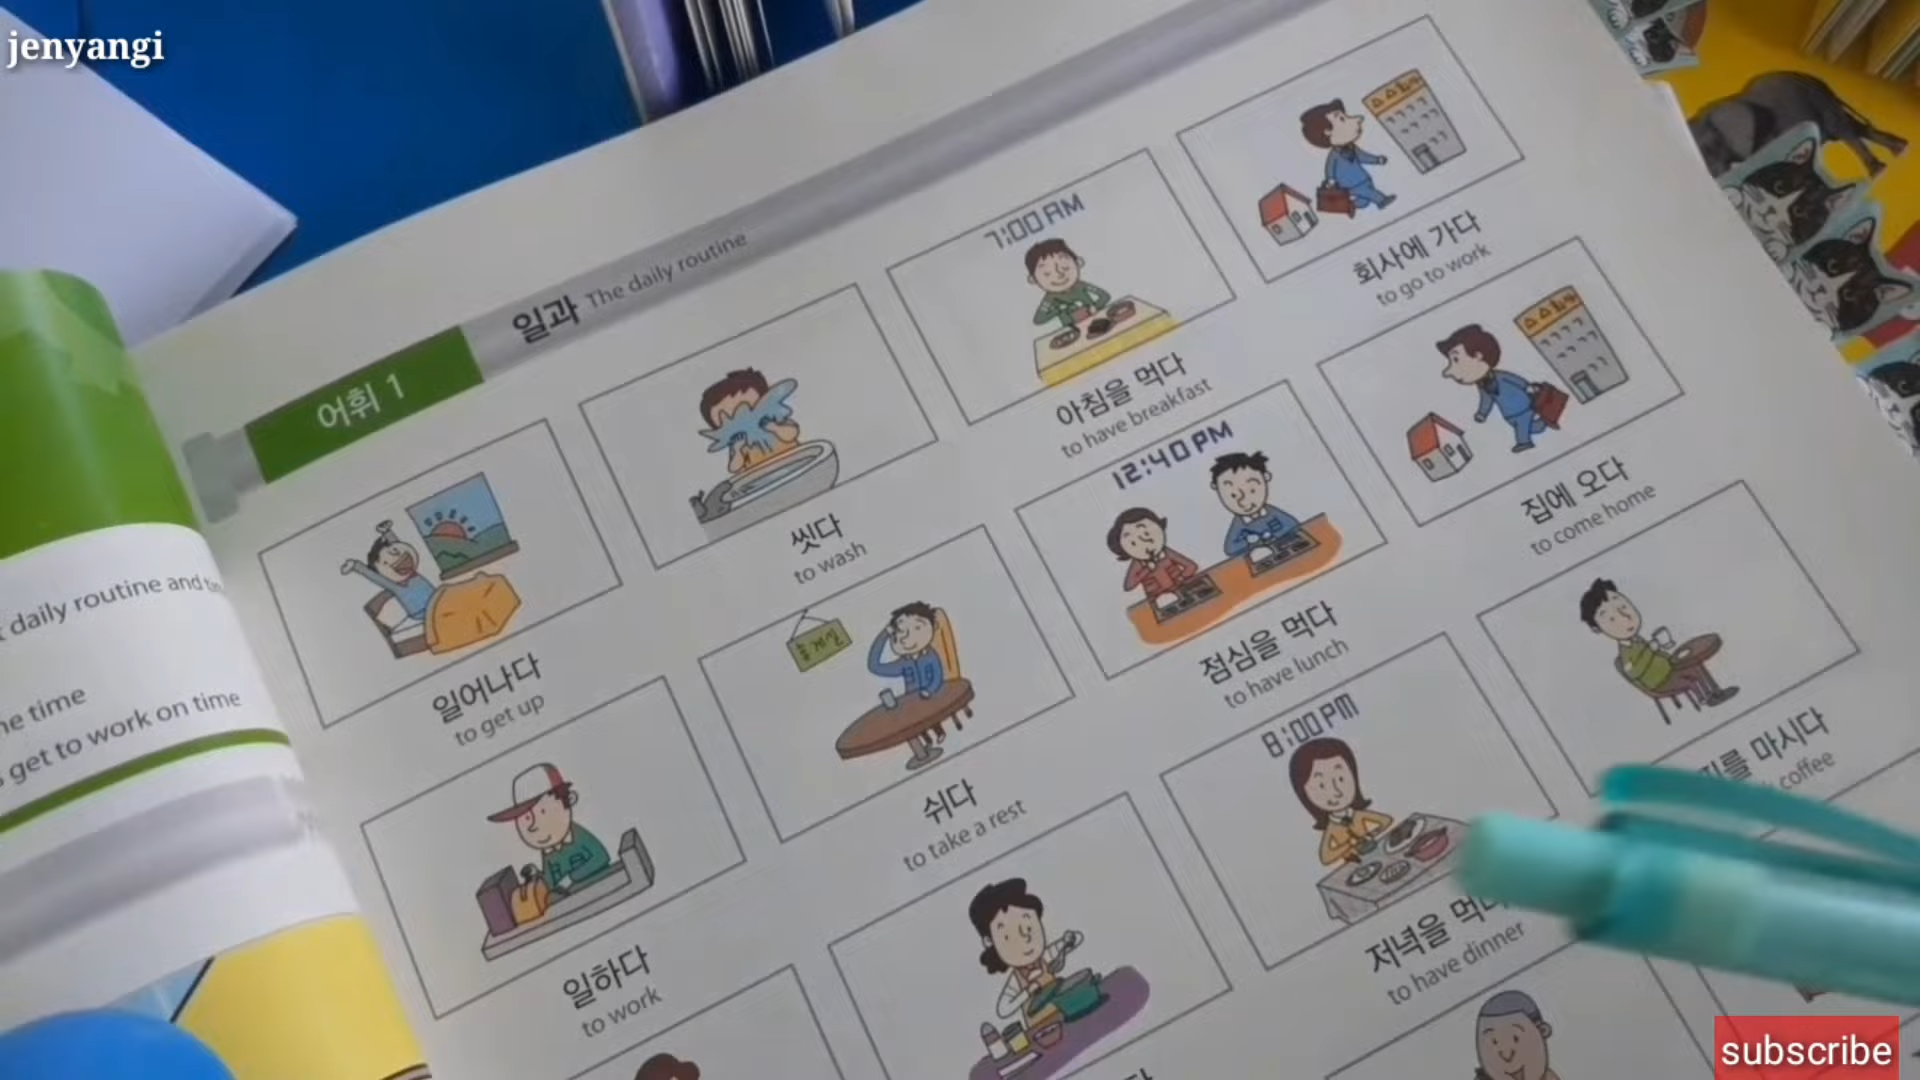 jenyangi
어휘 1
일과 The daily routine
일어나다
to get up
씻다
to wash
7:00 AM
아침을 먹다
to have breakfast
회사에 가다
to go to work
일하다
to work
휴게실
쉬다
to take a rest
12:40 PM
점심을 먹다
to have lunch
집에 오다
to come home
8:00 PM
저녁을 먹다
to have dinner
마시다
coffee
daily routine and
time
get to work on time
subscribe